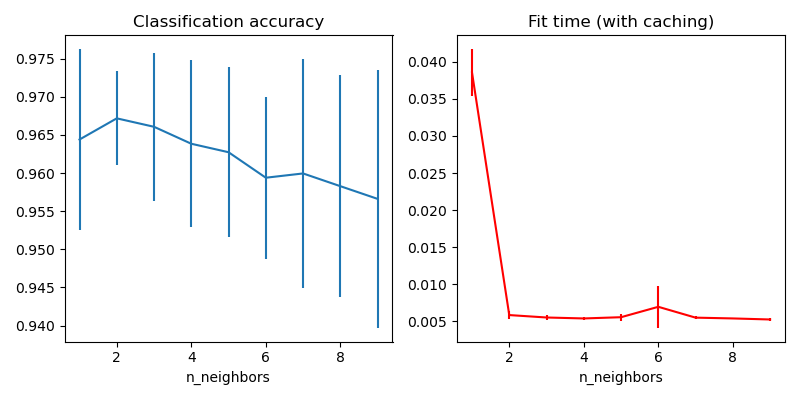 Classification accuracy
0.975
0.970
0.965
0.960
0.955
0.950
0.945
0.940
2 4 6 8
n_neighbors
Fit time (with caching)
0.040
0.035
0.030
0.025
0.020
0.015
0.010
0.005
2 4 6 8
n_neighbors